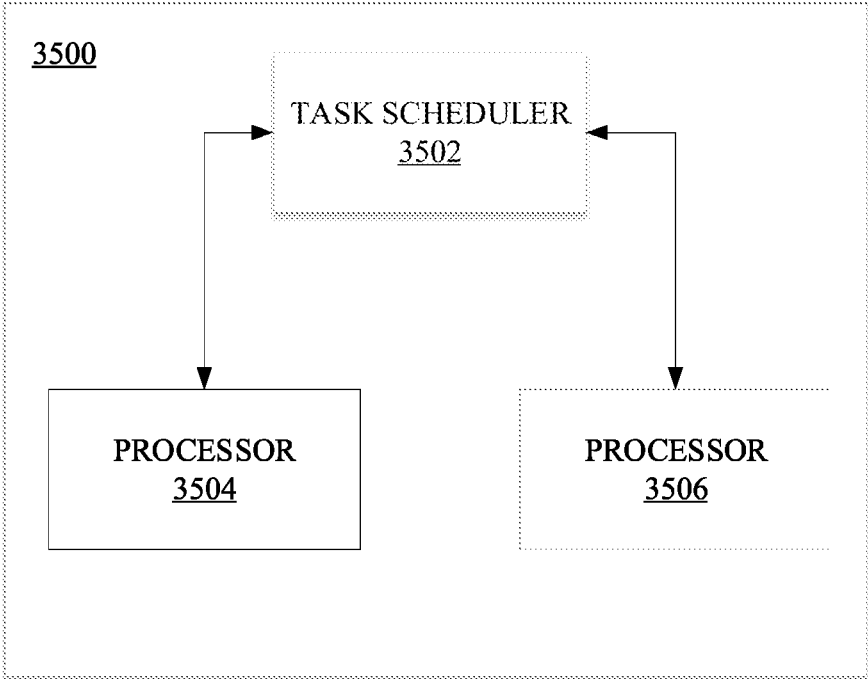 3500
TASK SCHEDULER
3502
PROCESSOR
3504
PROCESSOR
3506